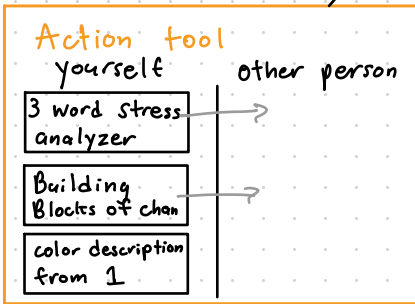 Action tool
yourself
other person
3 word stress
analyzer
Building
Blocks of chan
color description
from 1